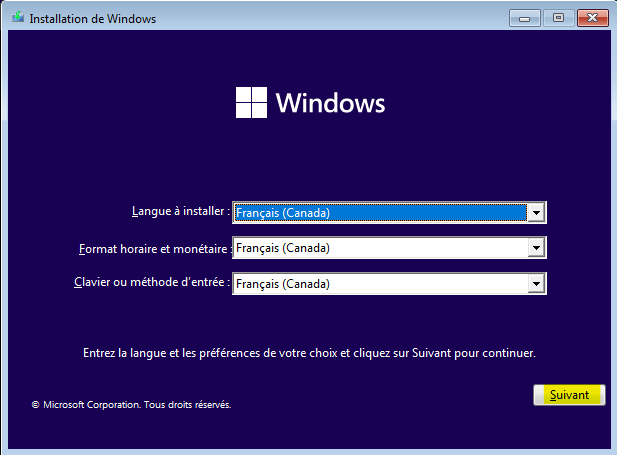 Installation de Windows
Windows
Langue à installer : Français (Canada)
Format horaire et monétaire : Français (Canada)
Clavier ou méthode d'entrée : Français (Canada)
Entrez la langue et les préférences de votre choix et cliquez sur Suivant pour continuer.
Suivant
© Microsoft Corporation. Tous droits réservés.